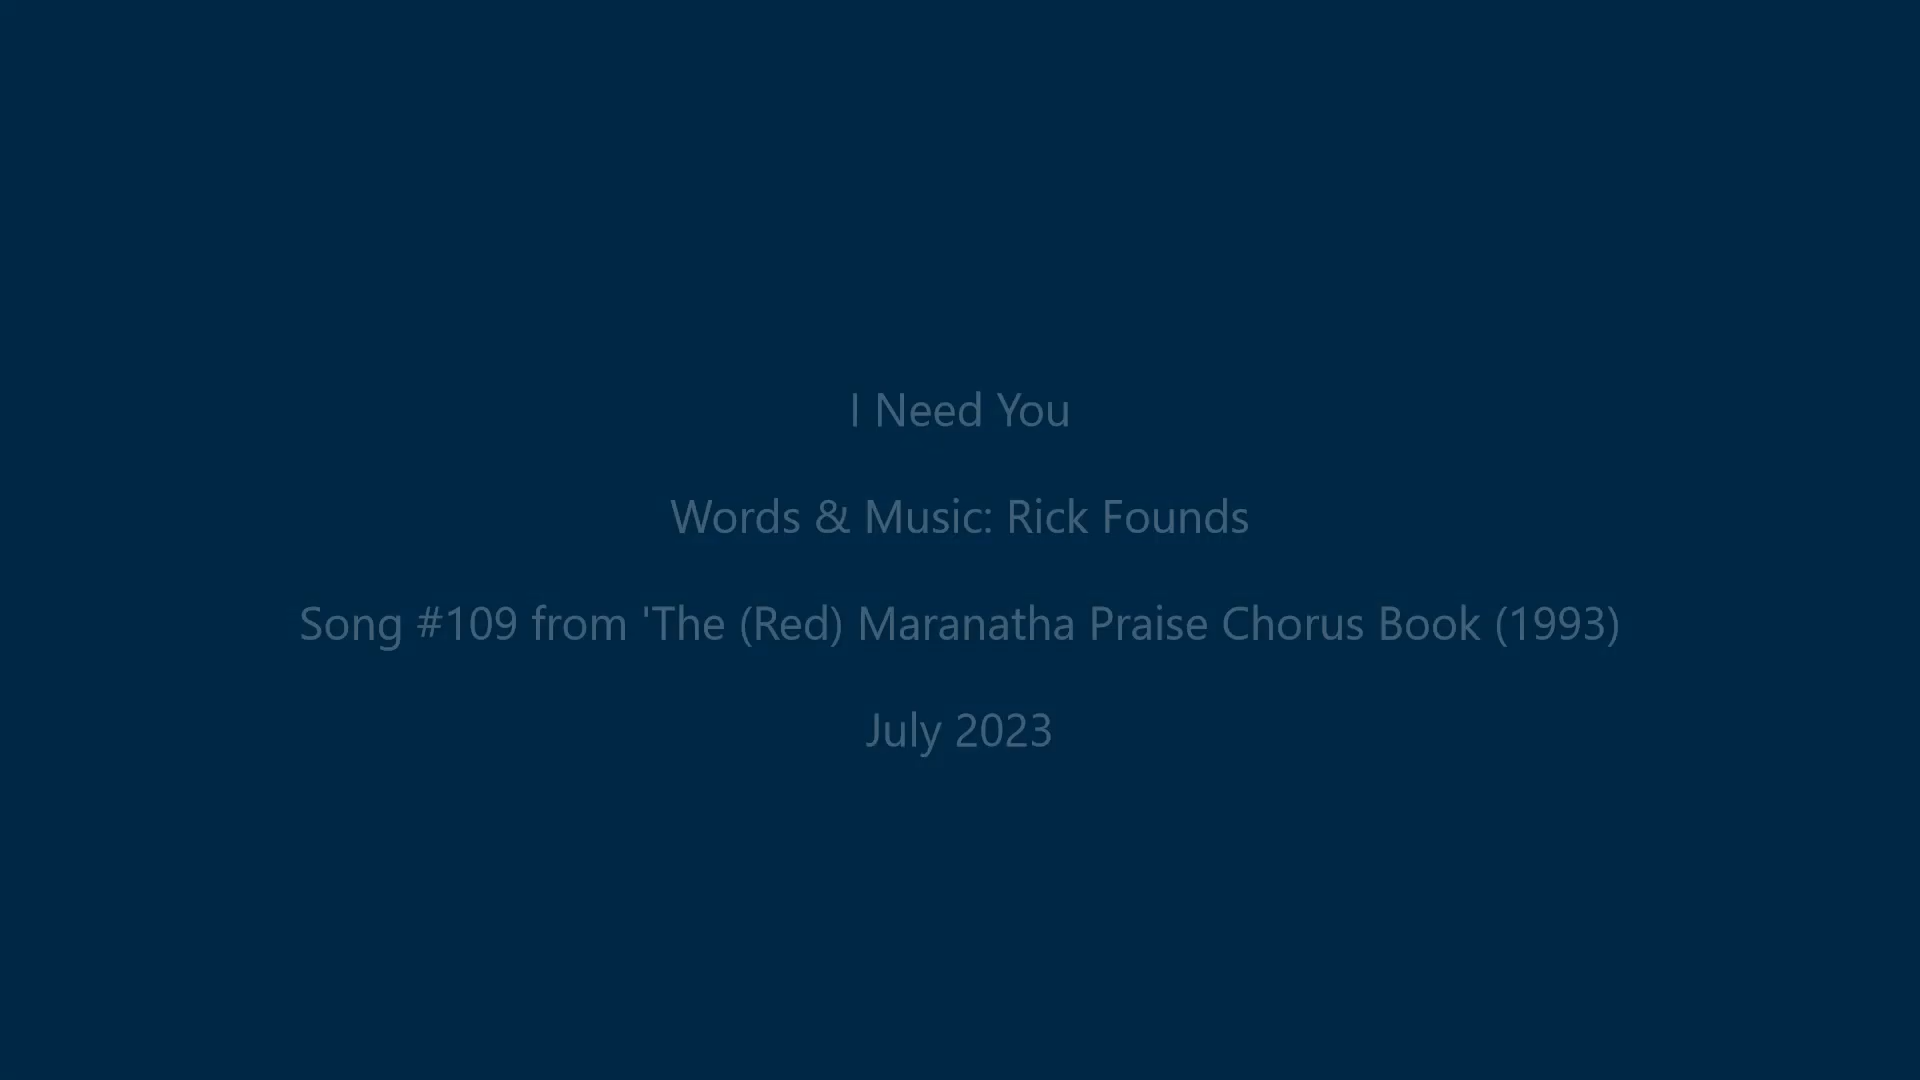 I Need You
Words & Music: Rick Founds
Song #109 from 'The (Red) Maranatha Praise Chorus Book (1993)
July 2023